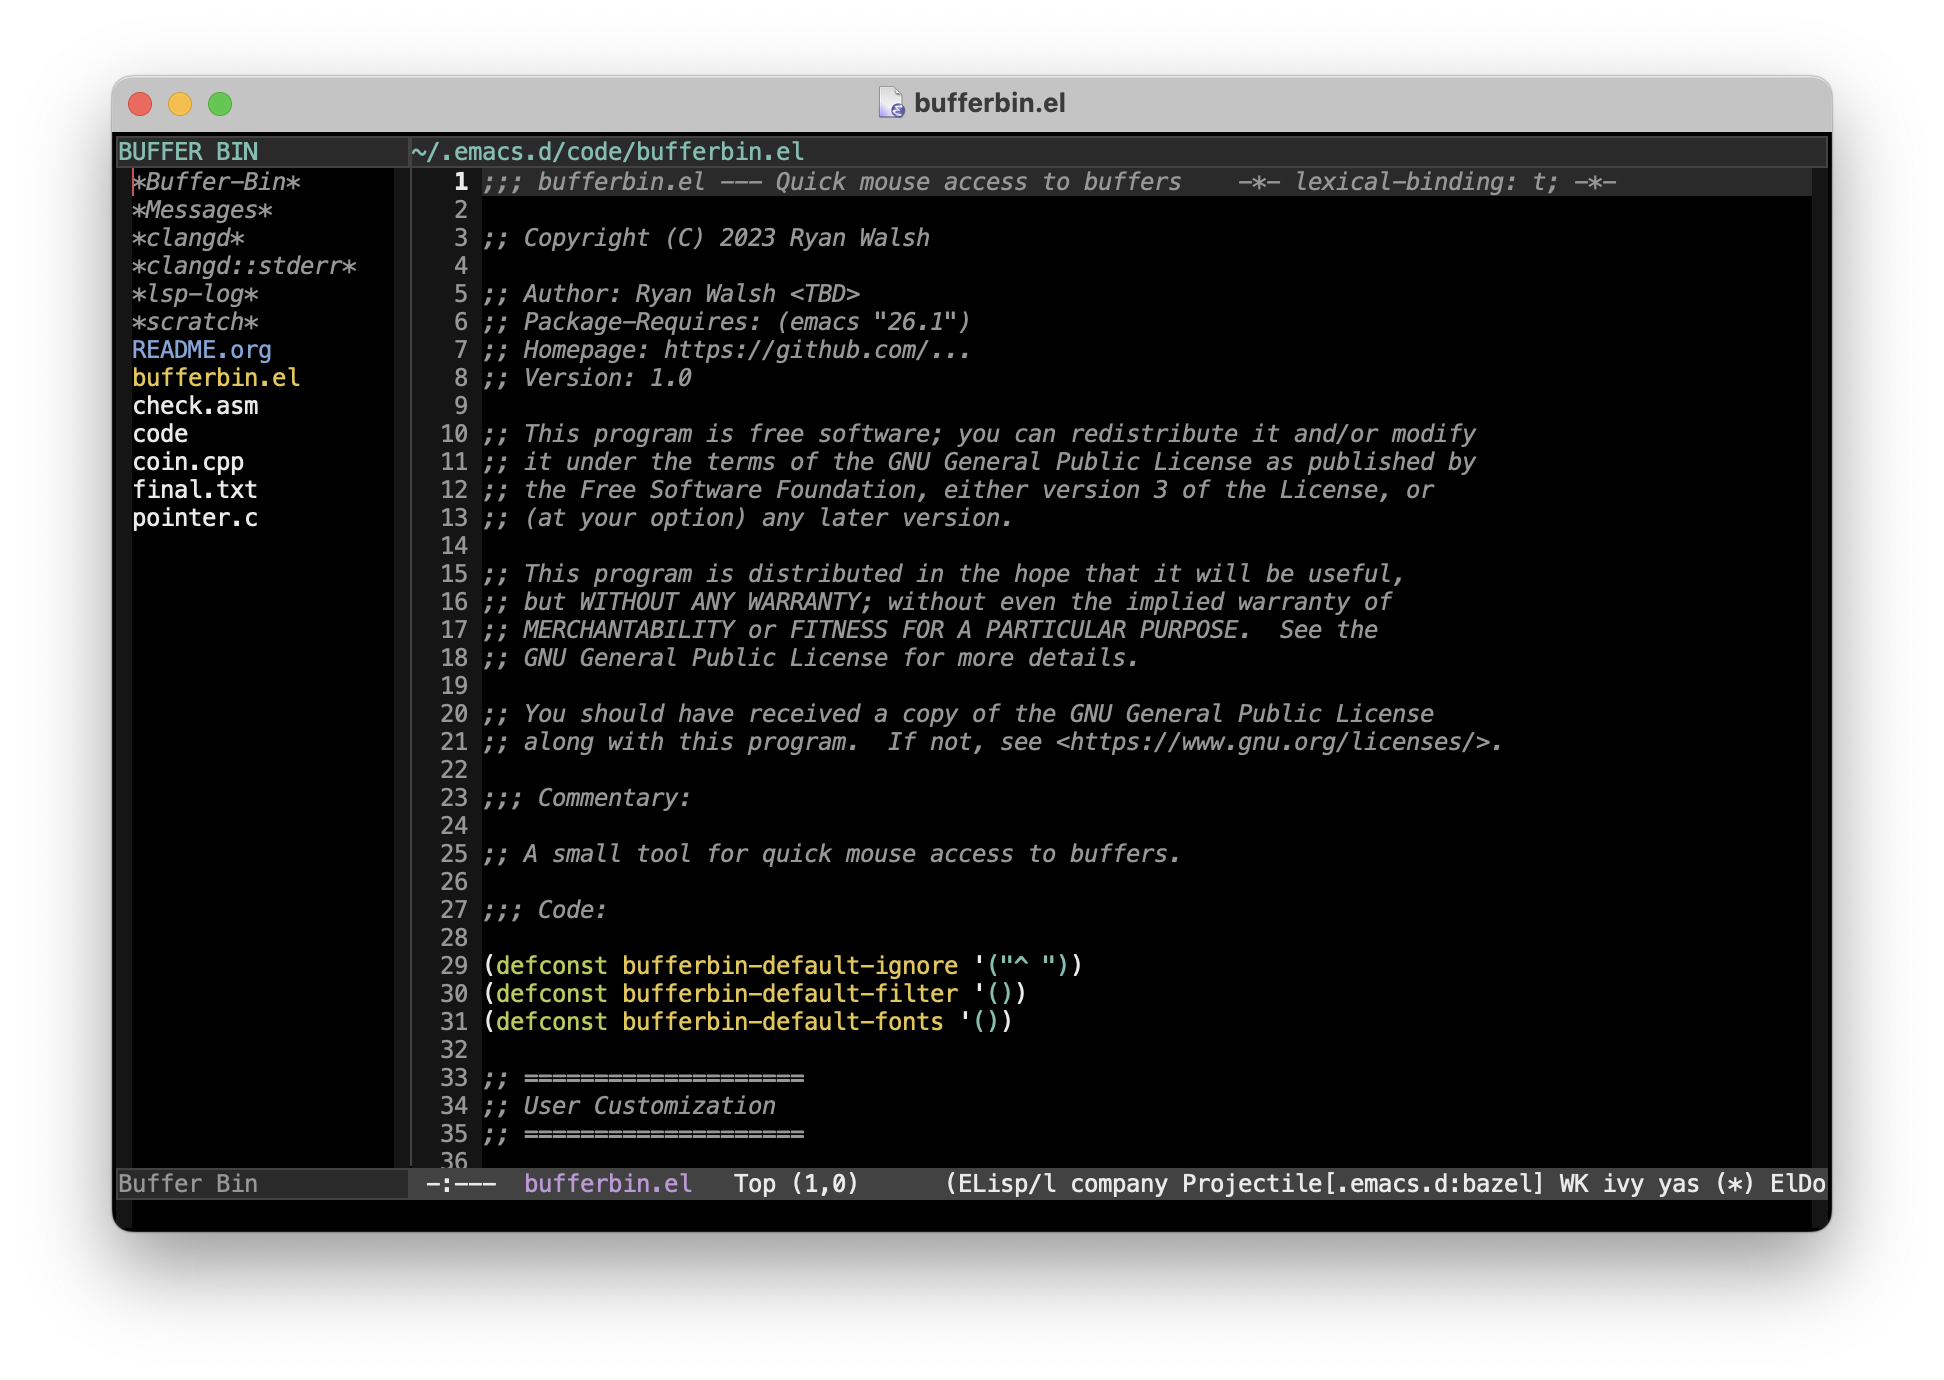 bufferbin.el
BUFFER BIN
*Buffer-Bin*
*Messages*
*clangd*
*clangd::stderr*
*lsp-log*
*scratch*
README.org
bufferbin.el
check.asm
code
coin.cpp
final.txt
pointer.c
Buffer Bin
~/.emacs.d/code/bufferbin.el
1 ;;; bufferbin.el --- Quick mouse access to buffers    -*- lexical-binding: t; -*-
2
3 ;; Copyright (C) 2023 Ryan Walsh
4
5 ;; Author: Ryan Walsh <TBD>
6 ;; Package-Requires: (emacs "26.1")
7 ;; Homepage: https://github.com/...
8 ;; Version: 1.0
9
10 ;; This program is free software; you can redistribute it and/or modify
11 ;; it under the terms of the GNU General Public License as published by
12 ;; the Free Software Foundation, either version 3 of the License, or
13 ;; (at your option) any later version.
14
15 ;; This program is distributed in the hope that it will be useful,
16 ;; but WITHOUT ANY WARRANTY; without even the implied warranty of
17 ;; MERCHANTABILITY or FITNESS FOR A PARTICULAR PURPOSE.  See the
18 ;; GNU General Public License for more details.
19
20 ;; You should have received a copy of the GNU General Public License
21 ;; along with this program.  If not, see <https://www.gnu.org/licenses/>.
22
23 ;;; Commentary:
24
25 ;; A small tool for quick mouse access to buffers.
26
27 ;;; Code:
28
29 (defconst bufferbin-default-ignore '("^ "))
30 (defconst bufferbin-default-filter '())
31 (defconst bufferbin-default-fonts '())
32
33 ;; ====================
34 ;; User Customization
35 ;; ====================
36
-:---  bufferbin.el   Top (1,0)      (ELisp/l company Projectile[.emacs.d:bazel] WK ivy yas (*) ElDo